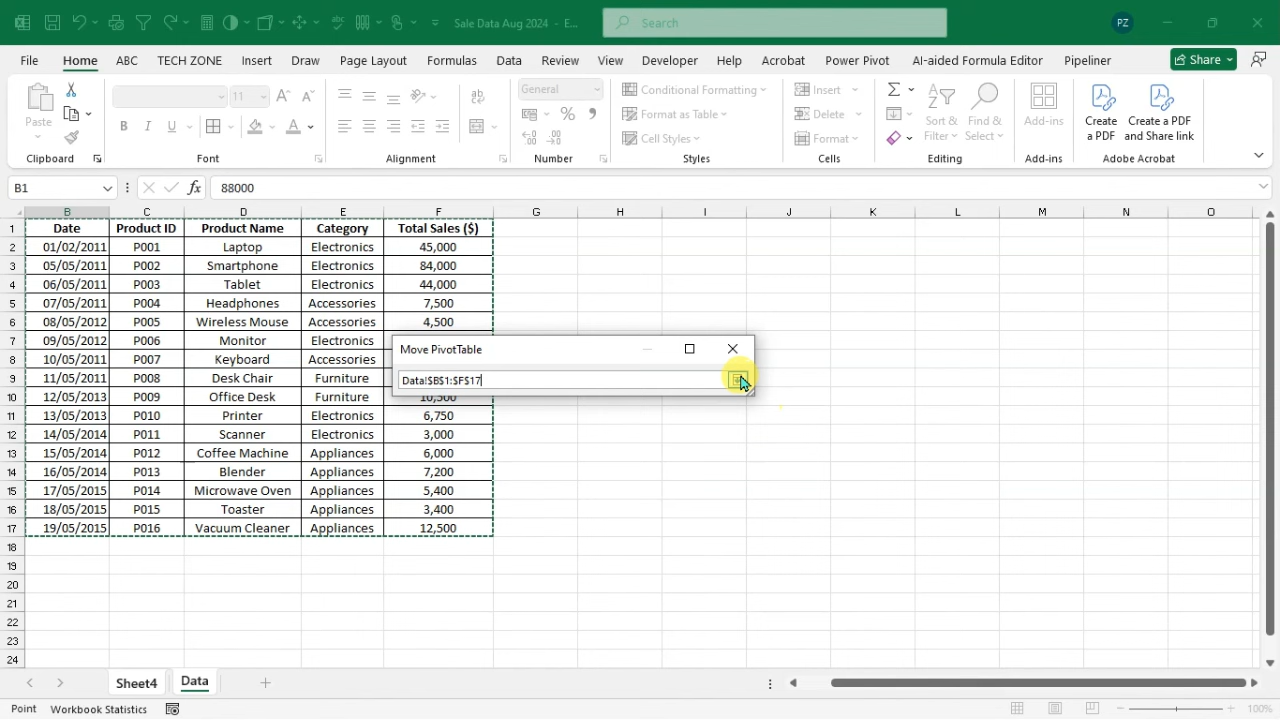 Sale Data Aug 2024 - E...
Search
PZ
File Home ABC TECH ZONE Insert Draw Page Layout Formulas Data Review View Developer Help Acrobat Power Pivot AI-aided Formula Editor Pipeliner Share
Paste
11
General
Conditional Formatting
Format as Table
Cell Styles
Insert
Delete
Format
Sort & Filter
Find & Select
Add-ins
Create a PDF
Create a PDF and Share link
Clipboard Font Alignment Number Styles Cells Editing Add-ins Adobe Acrobat
B1 fx 88000
B C D E F G H I J K L M N O
1 Date Product ID Product Name Category Total Sales ($)
2 01/02/2011 P001 Laptop Electronics 45,000
3 05/05/2011 P002 Smartphone Electronics 84,000
4 06/05/2011 P003 Tablet Electronics 44,000
5 07/05/2011 P004 Headphones Accessories 7,500
6 08/05/2012 P005 Wireless Mouse Accessories 4,500
7 09/05/2012 P006 Monitor Electronics
8 10/05/2011 P007 Keyboard Accessories
9 11/05/2011 P008 Desk Chair Furniture
10 12/05/2013 P009 Office Desk Furniture 10,500
Move PivotTable
Data!$B$1:$F$17
11 13/05/2013 P010 Printer Electronics 6,750
12 14/05/2014 P011 Scanner Electronics 3,000
13 15/05/2014 P012 Coffee Machine Appliances 6,000
14 16/05/2014 P013 Blender Appliances 7,200
15 17/05/2015 P014 Microwave Oven Appliances 5,400
16 18/05/2015 P015 Toaster Appliances 3,400
17 19/05/2015 P016 Vacuum Cleaner Appliances 12,500
18
19
20
21
22
23
24
Sheet4 Data
Point Workbook Statistics 100%